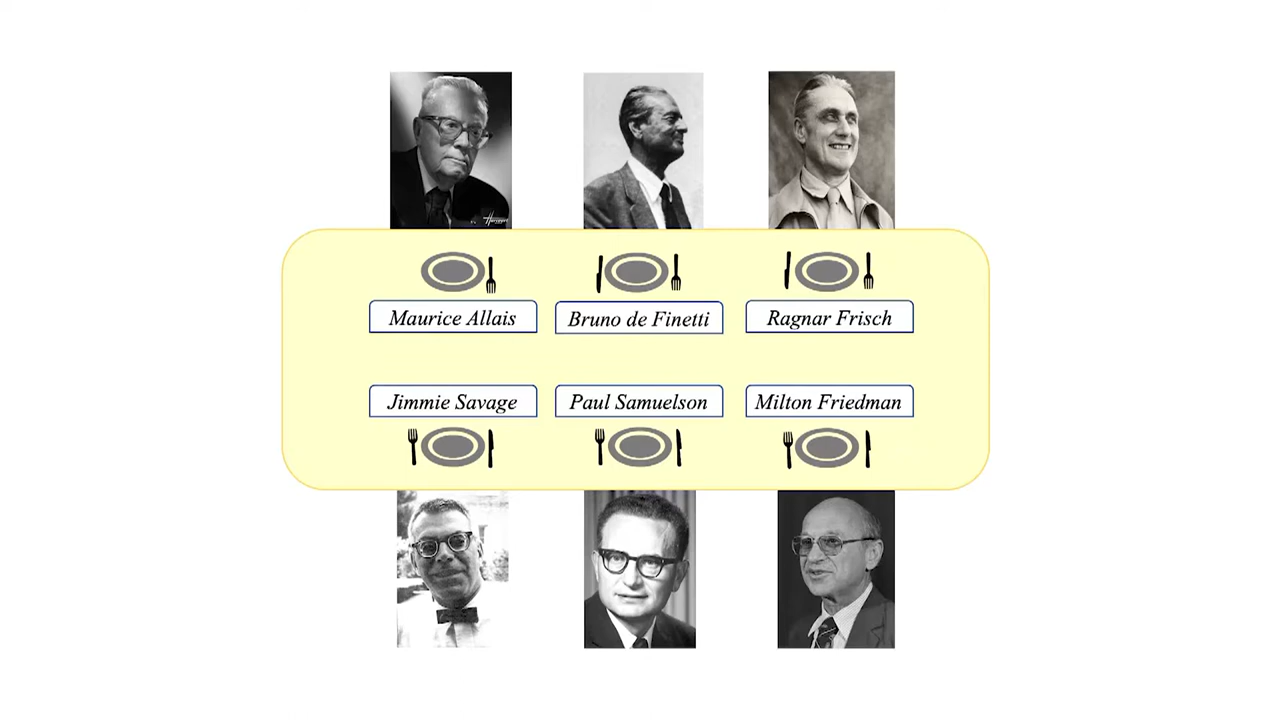 Maurice Allais
Bruno de Finetti
Ragnar Frisch
Jimmie Savage
Paul Samuelson
Milton Friedman